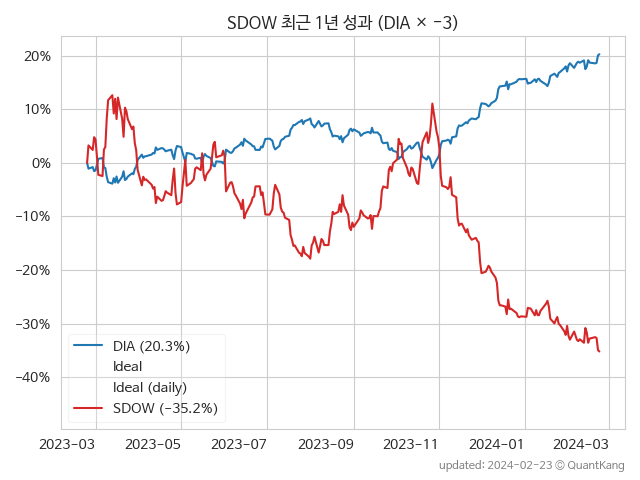 SDOW 최근 1년 성과 (DIA × −3)
20%
10%
0%
−10%
−20%
−30%
−40%
DIA (20.3%)
Ideal
Ideal (daily)
SDOW (−35.2%)
2023-03 2023-05 2023-07 2023-09 2023-11 2024-01 2024-03
updated: 2024-02-23 ⓒ QuantKang